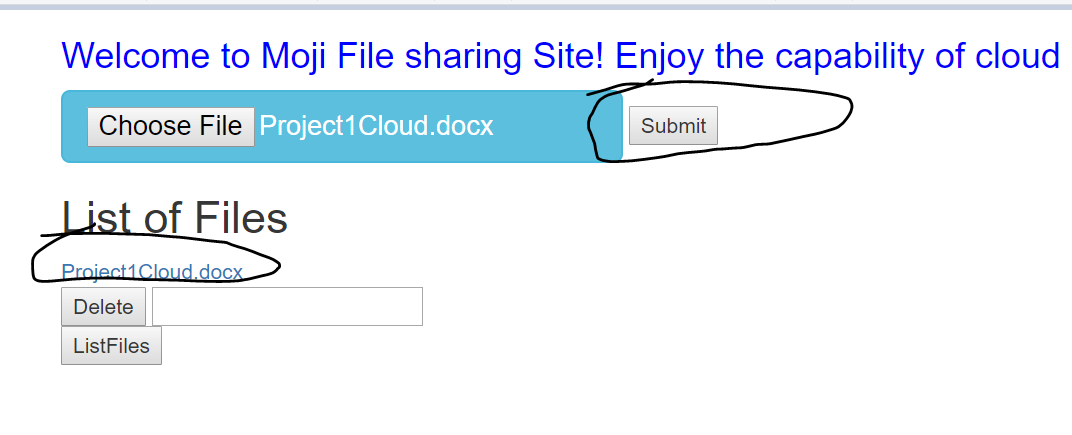 Welcome to Moji File sharing Site! Enjoy the capability of cloud
Choose File Project1Cloud.docx Submit
List of Files
Project1Cloud.docx
Delete
ListFiles